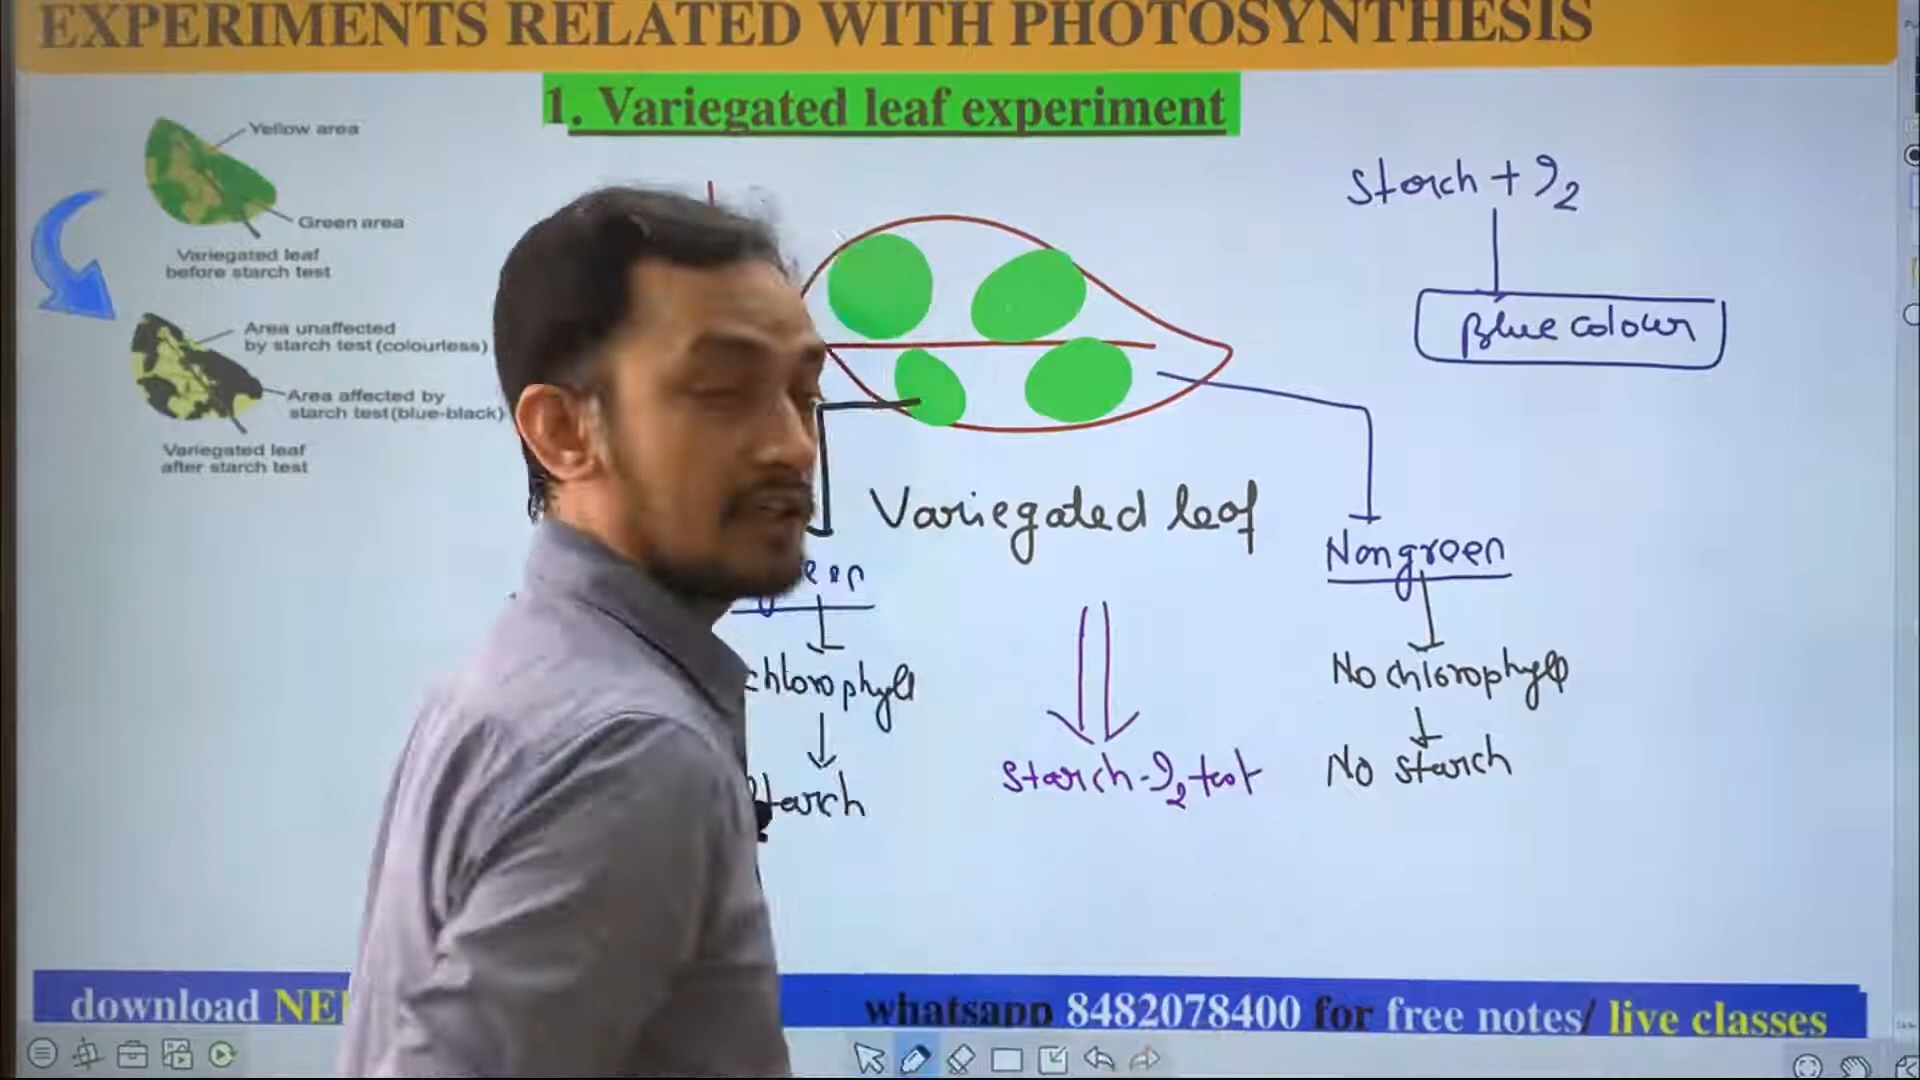 EXPERIMENTS RELATED WITH PHOTOSYNTHESIS
1. Variegated leaf experiment
Yellow area
Green area
Variegated leaf
before starch test
Area unaffected
by starch test (colourless)
Area affected by
starch test (blue-black)
Variegated leaf
after starch test
Starch + I2
Blue colour
Variegated leaf
Nongreen
chlorophyll
No chlorophyll
Starch-I2 test
starch
No starch
download NE
whatsapp 8482078400 for free notes/ live classes